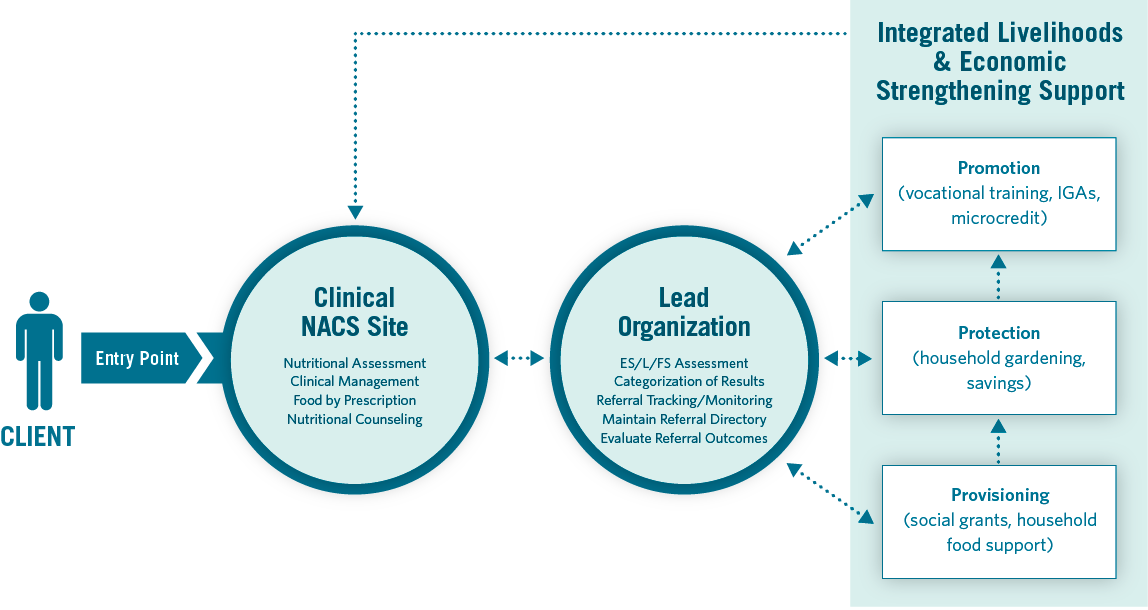 Integrated Livelihoods
& Economic
Strengthening Support
Promotion
(vocational training, IGAs,
microcredit)
Clinical
NACS Site
Nutritional Assessment
Clinical Management
Food by Prescription
Nutritional Counseling
Lead
Organization
ES/L/FS Assessment
Categorization of Results
Referral Tracking/Monitoring
Maintain Referral Directory
Evaluate Referral Outcomes
Protection
(household gardening,
savings)
Entry Point
CLIENT
Provisioning
(social grants, household
food support)